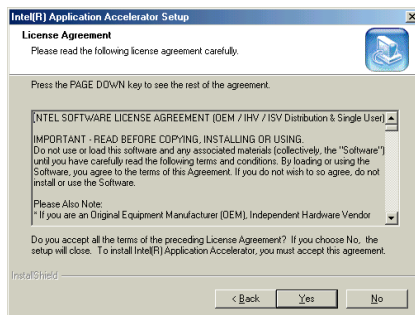 Intel(R) Application Accelerator Setup
License Agreement
Please read the following license agreement carefully.
Press the PAGE DOWN key to see the rest of the agreement.
INTEL SOFTWARE LICENSE AGREEMENT (OEM / IHV / ISV Distribution & Single User)
IMPORTANT - READ BEFORE COPYING, INSTALLING OR USING.
Do not use or load this software and any associated materials (collectively, the "Software")
until you have carefully read the following terms and conditions. By loading or using the
Software, you agree to the terms of this Agreement. If you do not wish to so agree, do not
install or use the Software.
Please Also Note:
* If you are an Original Equipment Manufacturer (OEM), Independent Hardware Vendor
Do you accept all the terms of the preceding License Agreement? If you choose No, the
setup will close. To install Intel(R) Application Accelerator, you must accept this agreement.
InstallShield
< Back
Yes
No